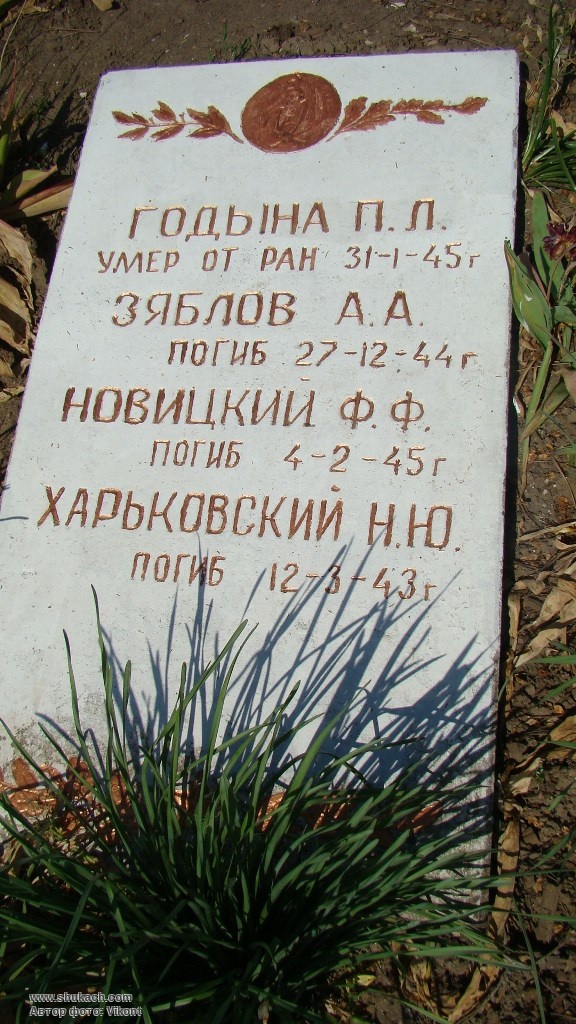 ГОДЫНА П.Л.
УМЕР ОТ РАН 31-1-45г
ЗЯБЛОВ А.А.
ПОГИБ 27-12-44г
НОВИЦКИЙ Ф.Ф.
ПОГИБ 4-2-45г
ХАРЬКОВСКИЙ Н.Ю.
ПОГИБ 12-3-43г
www.shukach.com
Автор фото: Vikont